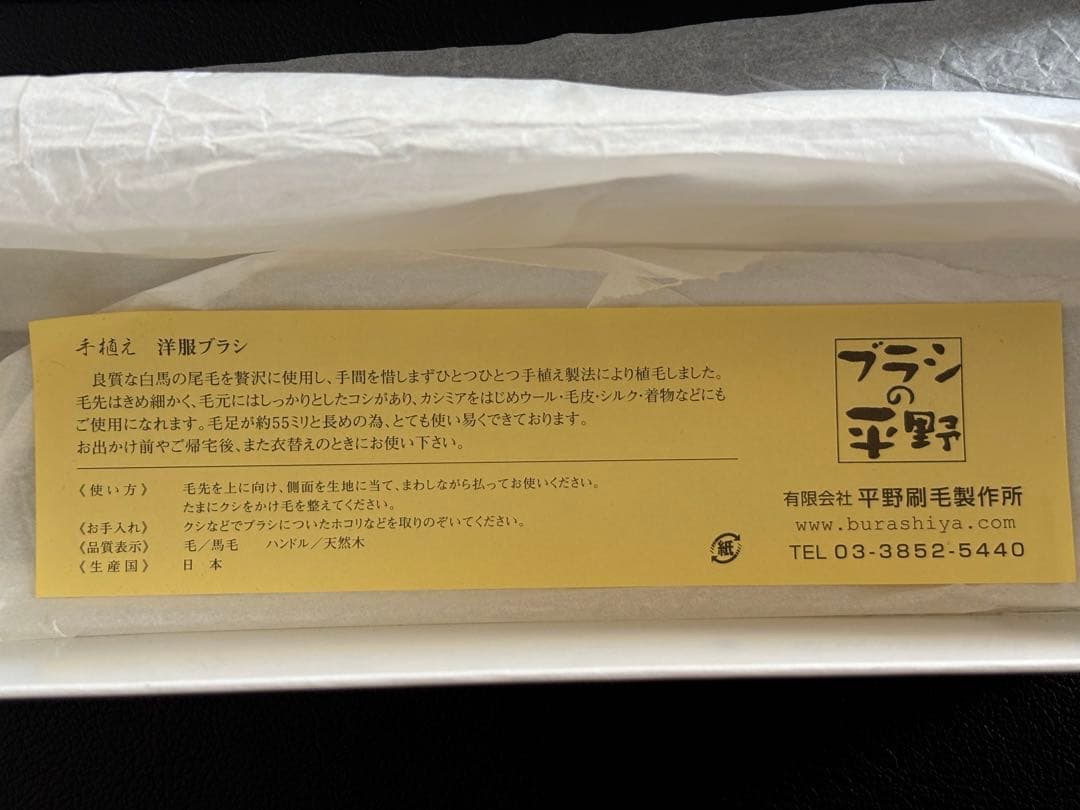 手植え 洋服ブラシ
良質な白馬の尾毛を贅沢に使用し、手間を惜しまずひとつひとつ手植え製法により植毛しました。
毛先はきめ細かく、毛元にはしっかりとしたコシがあり、カシミアをはじめウール・毛皮・シルク・着物などにも
ご使用になれます。毛足が約55ミリと長めの為、とても使い易くできております。
お出かけ前やご帰宅後、また衣替えのときにお使い下さい。
《使い方》 毛先を上に向け、側面を生地に当て、まわしながら払ってお使いください。
たまにクシをかけ毛を整えてください。
《お手入れ》 クシなどでブラシについたホコリなどを取りのぞいてください。
《品質表示》 毛／馬毛 ハンドル／天然木
《生産国》 日本
紙
ブラシ
の
平野
有限会社 平野刷毛製作所
www.burashiya.com
TEL 03-3852-5440